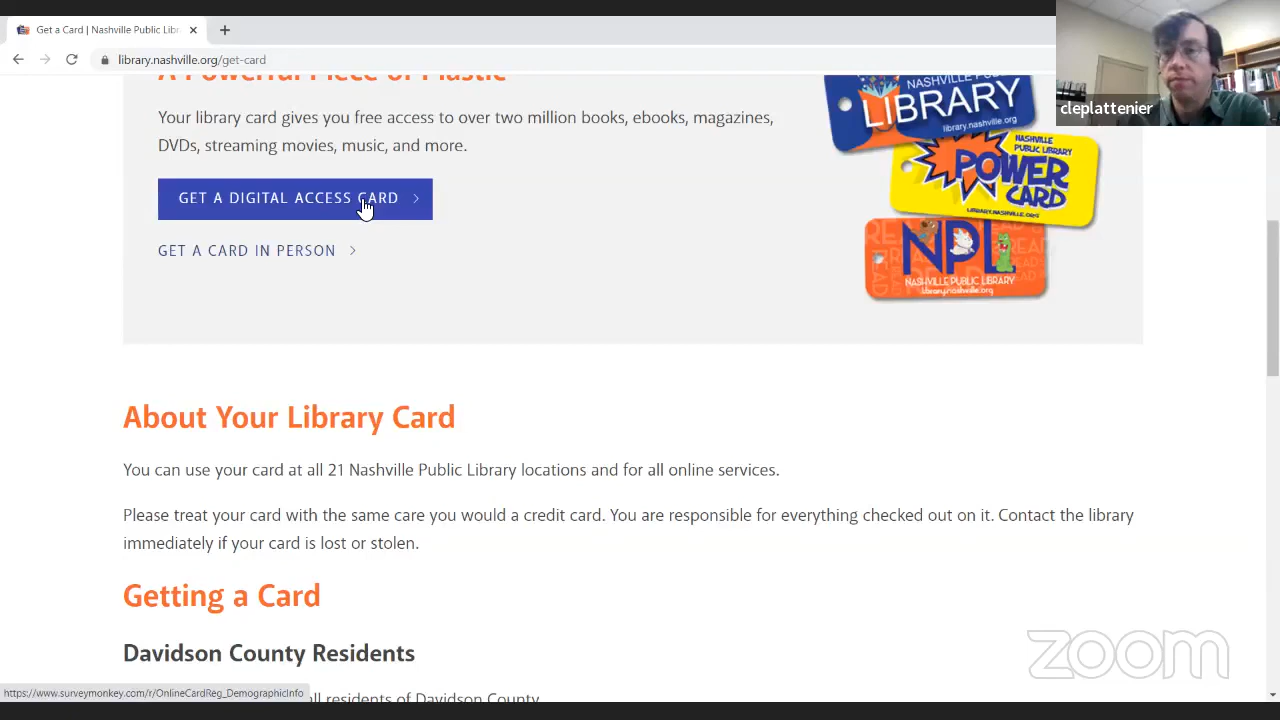 Get a Card | Nashville Public Libr
library.nashville.org/get-card
cleplattenier
A Powerful Piece of Plastic
Your library card gives you free access to over two million books, ebooks, magazines,
DVDs, streaming movies, music, and more.
GET A DIGITAL ACCESS CARD
GET A CARD IN PERSON
NASHVILLE PUBLIC
LIBRARY
library.nashville.org
NASHVILLE
PUBLIC LIBRARY
POWER
CARD
LIBRARY.NASHVILLE.ORG
READ
NPL
NASHVILLE PUBLIC LIBRARY
library.nashville.org
About Your Library Card
You can use your card at all 21 Nashville Public Library locations and for all online services.
Please treat your card with the same care you would a credit card. You are responsible for everything checked out on it. Contact the library
immediately if your card is lost or stolen.
Getting a Card
Davidson County Residents
all residents of Davidson County
https://www.surveymonkey.com/r/OnlineCardReg_DemographicInfo
zoom